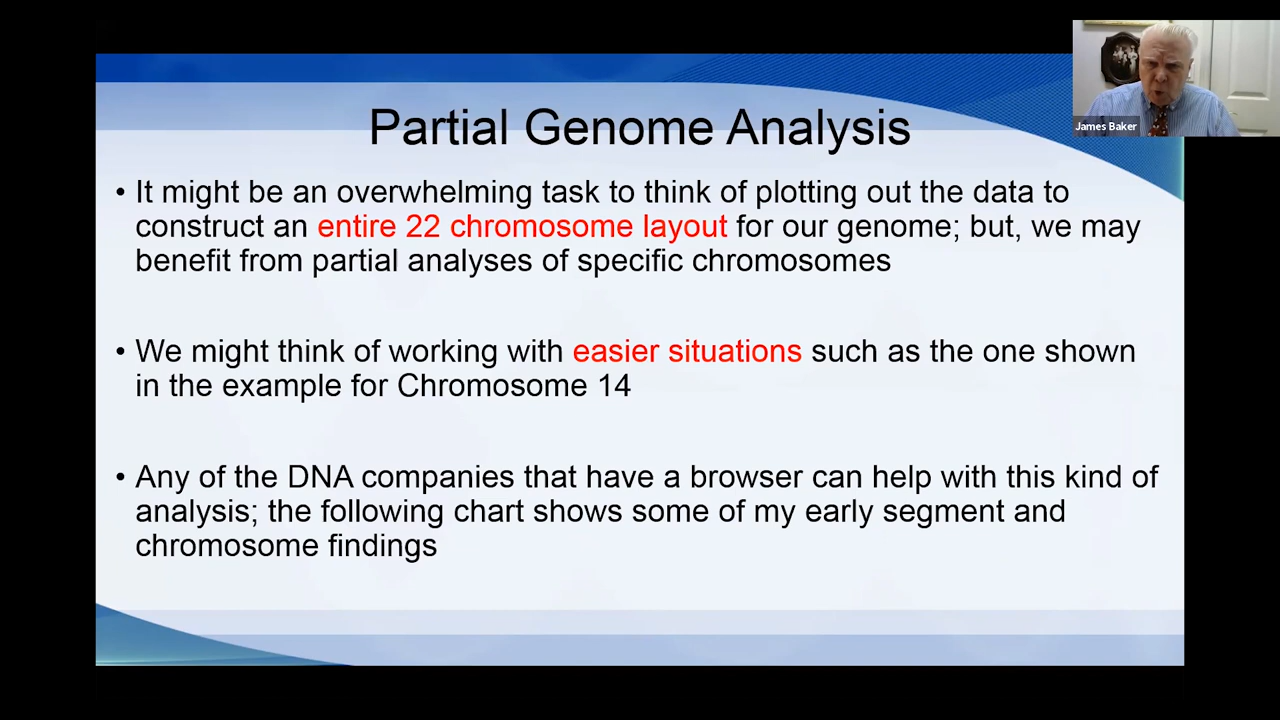 James Baker
Partial Genome Analysis
• It might be an overwhelming task to think of plotting out the data to
construct an entire 22 chromosome layout for our genome; but, we may
benefit from partial analyses of specific chromosomes
• We might think of working with easier situations such as the one shown
in the example for Chromosome 14
• Any of the DNA companies that have a browser can help with this kind of
analysis; the following chart shows some of my early segment and
chromosome findings